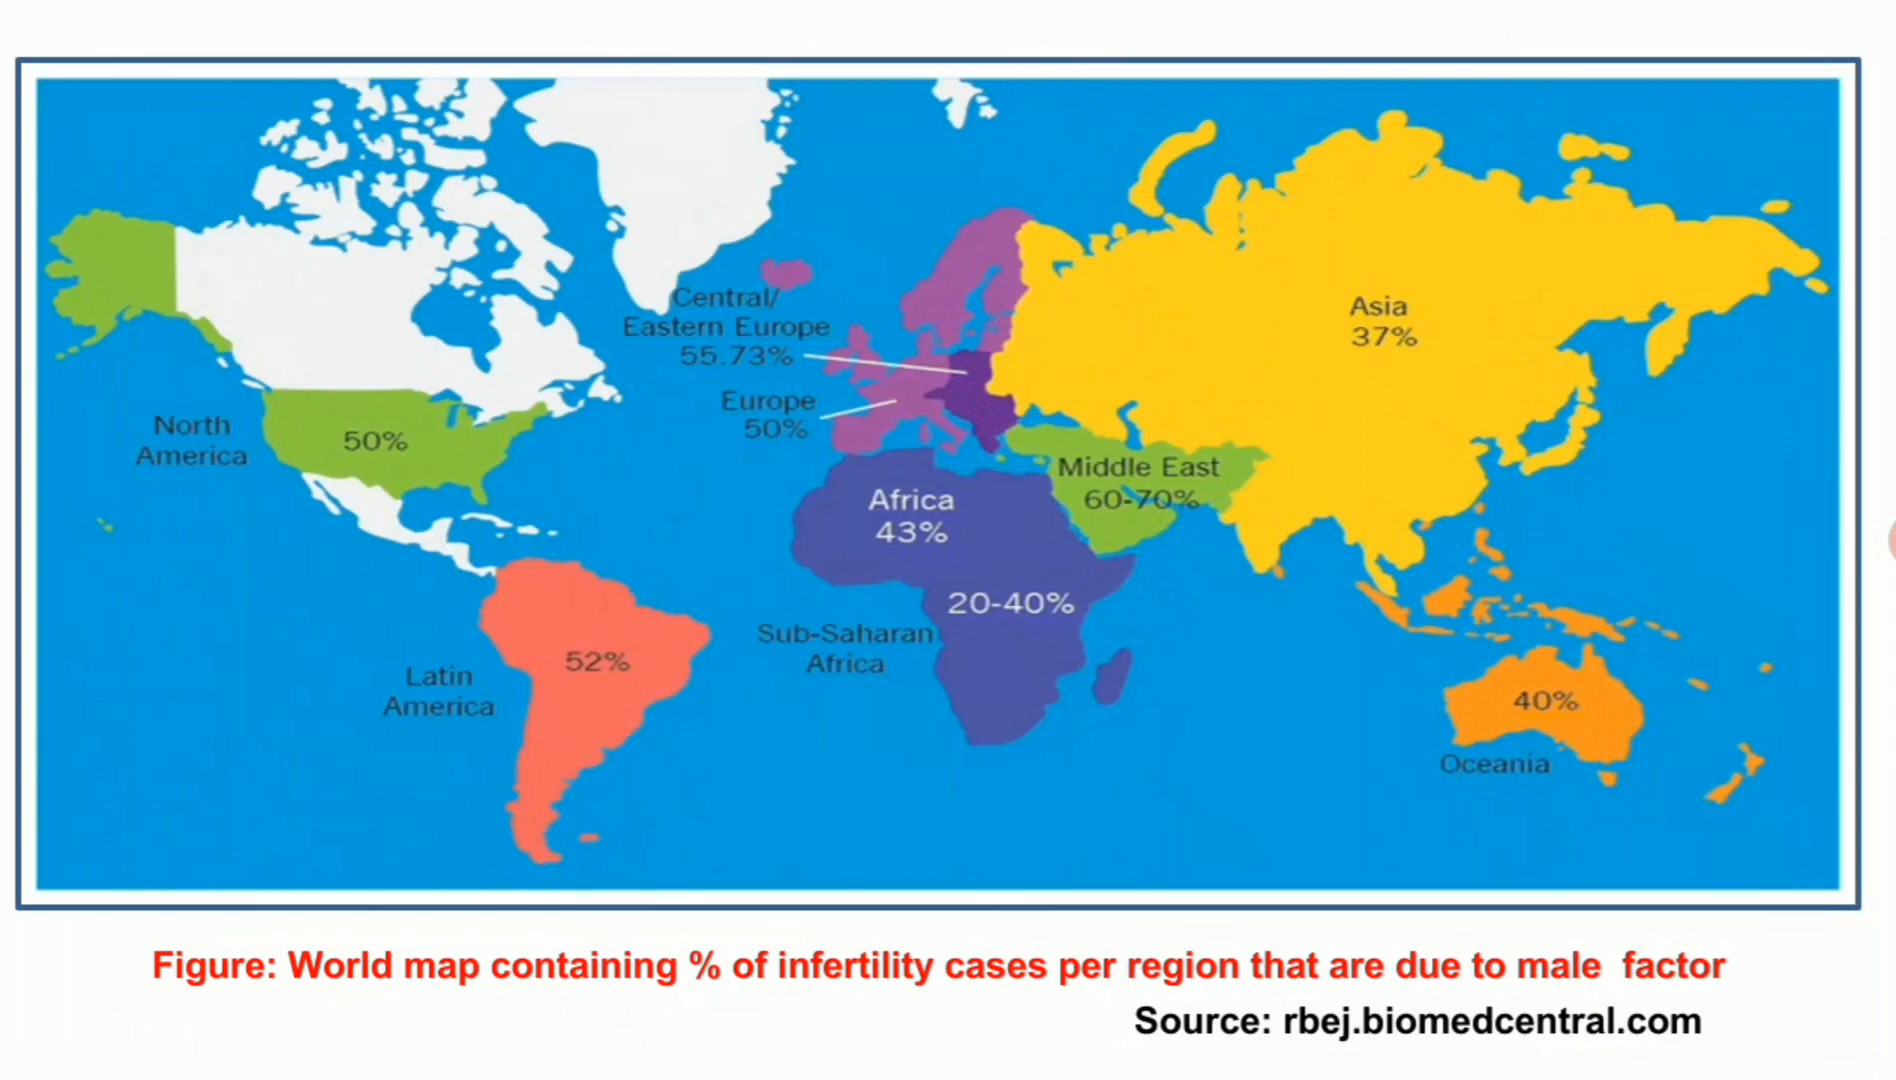 Central/
Eastern Europe
55.73%
Europe
50%
Asia
37%
North
America
50%
Middle East
60-70%
Africa
43%
20-40%
Sub-Saharan
Africa
52%
Latin
America
40%
Oceania
Figure: World map containing % of infertility cases per region that are due to male factor
Source: rbej.biomedcentral.com